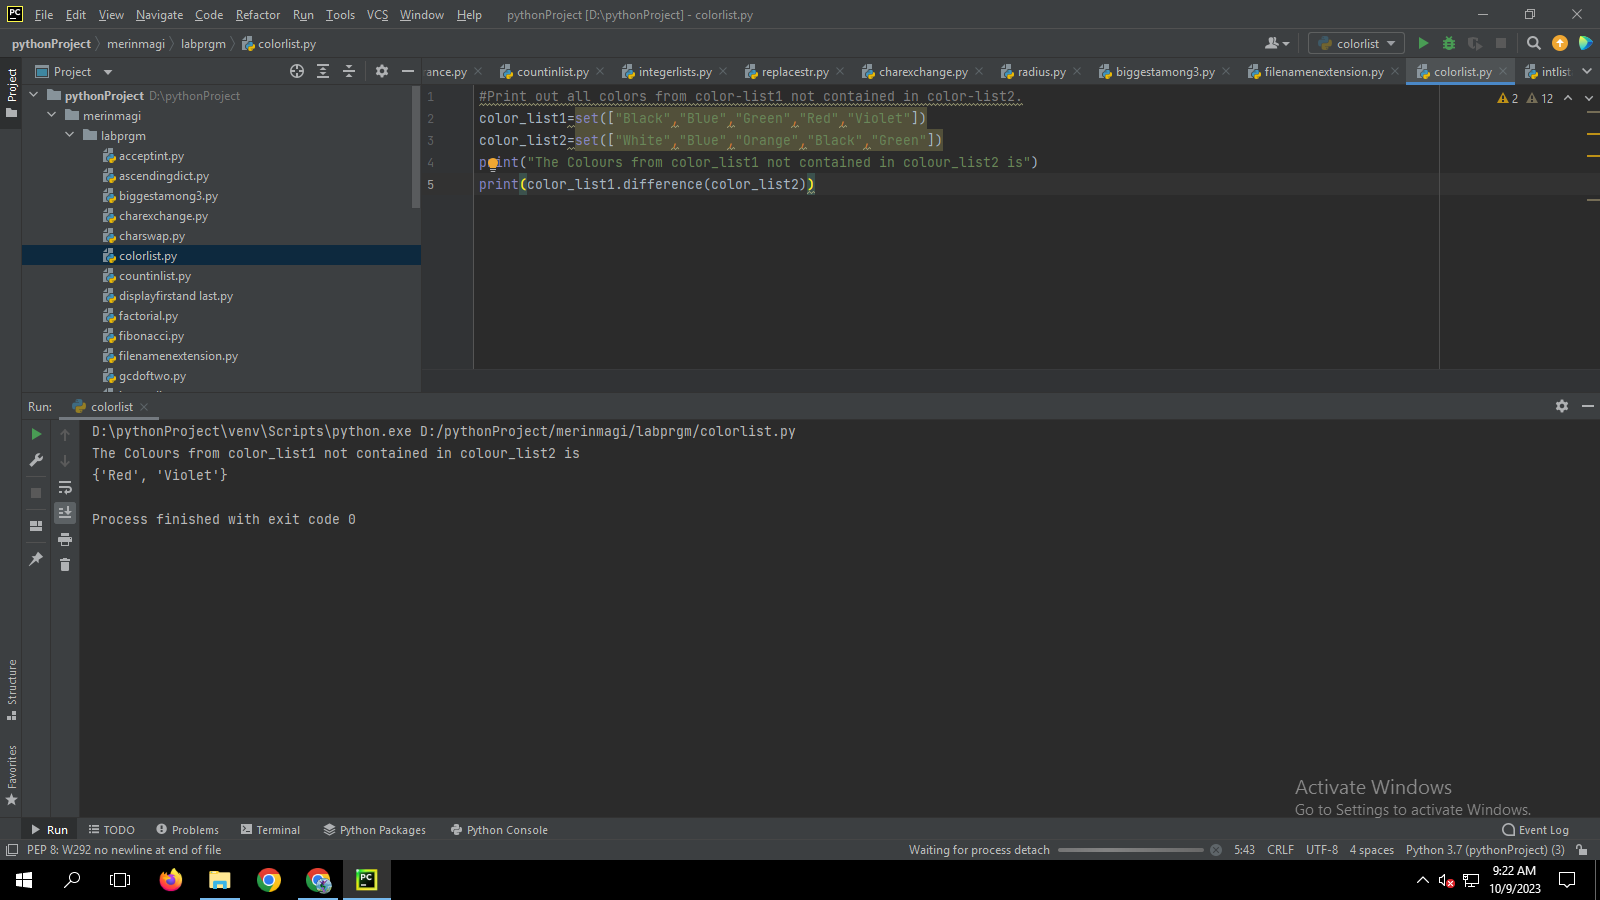 PC File Edit View Navigate Code Refactor Run Tools VCS Window Help pythonProject [D:\pythonProject] - colorlist.py
pythonProject merinmagi labprgm colorlist.py colorlist
Project ance.py countinlist.py integerlists.py replacestr.py charexchange.py radius.py biggestamong3.py filenamenextension.py colorlist.py intlist
Project
pythonProject D:\pythonProject
merinmagi
labprgm
acceptint.py
ascendingdict.py
biggestamong3.py
charexchange.py
charswap.py
colorlist.py
countinlist.py
displayfirstand last.py
factorial.py
fibonacci.py
filenamenextension.py
gcdoftwo.py
1 #Print out all colors from color-list1 not contained in color-list2. 2 12
2 color_list1=set(["Black","Blue","Green","Red","Violet"])
3 color_list2=set(["White","Blue","Orange","Black","Green"])
4 print("The Colours from color_list1 not contained in colour_list2 is")
5 print(color_list1.difference(color_list2))
Run: colorlist
D:\pythonProject\venv\Scripts\python.exe D:/pythonProject/merinmagi/labprgm/colorlist.py
The Colours from color_list1 not contained in colour_list2 is
{'Red', 'Violet'}
Process finished with exit code 0
Structure
Favorites
Activate Windows
Go to Settings to activate Windows.
Run TODO Problems Terminal Python Packages Python Console Event Log
PEP 8: W292 no newline at end of file Waiting for process detach 5:43 CRLF UTF-8 4 spaces Python 3.7 (pythonProject) (3)
PC 9:22 AM
10/9/2023